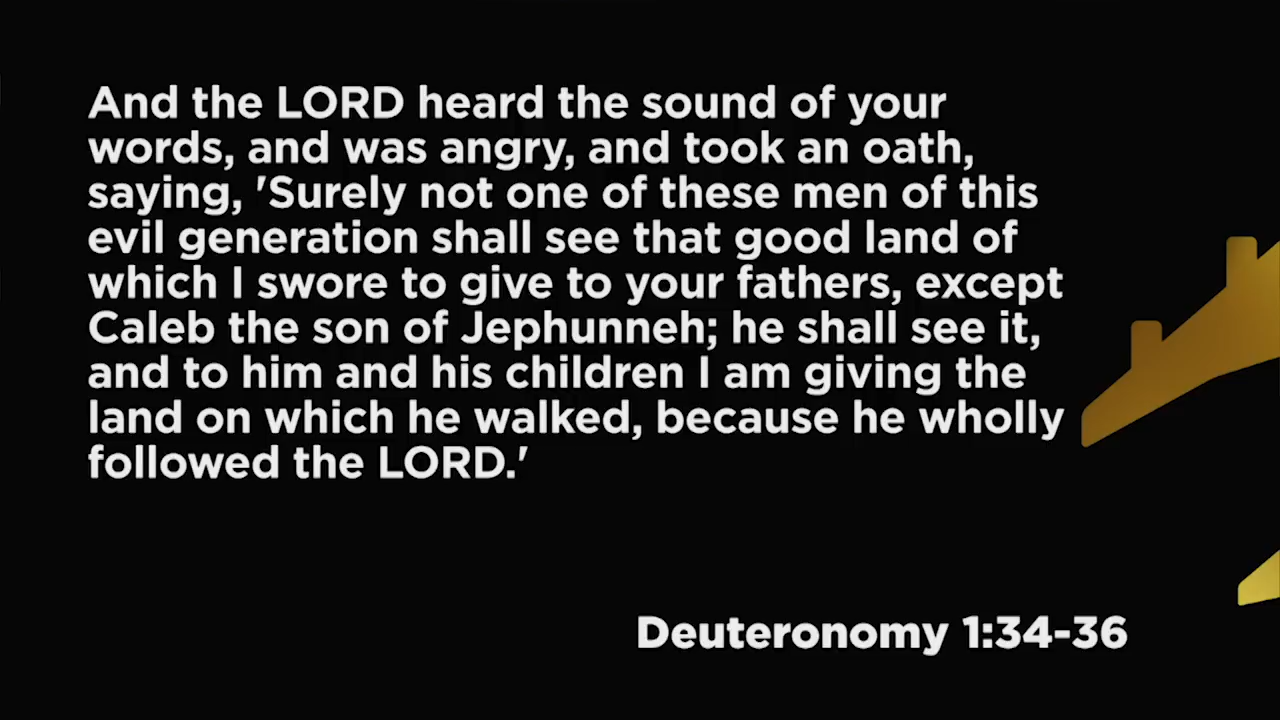 And the LORD heard the sound of your
words, and was angry, and took an oath,
saying, 'Surely not one of these men of this
evil generation shall see that good land of
which I swore to give to your fathers, except
Caleb the son of Jephunneh; he shall see it,
and to him and his children I am giving the
land on which he walked, because he wholly
followed the LORD.'
Deuteronomy 1:34-36